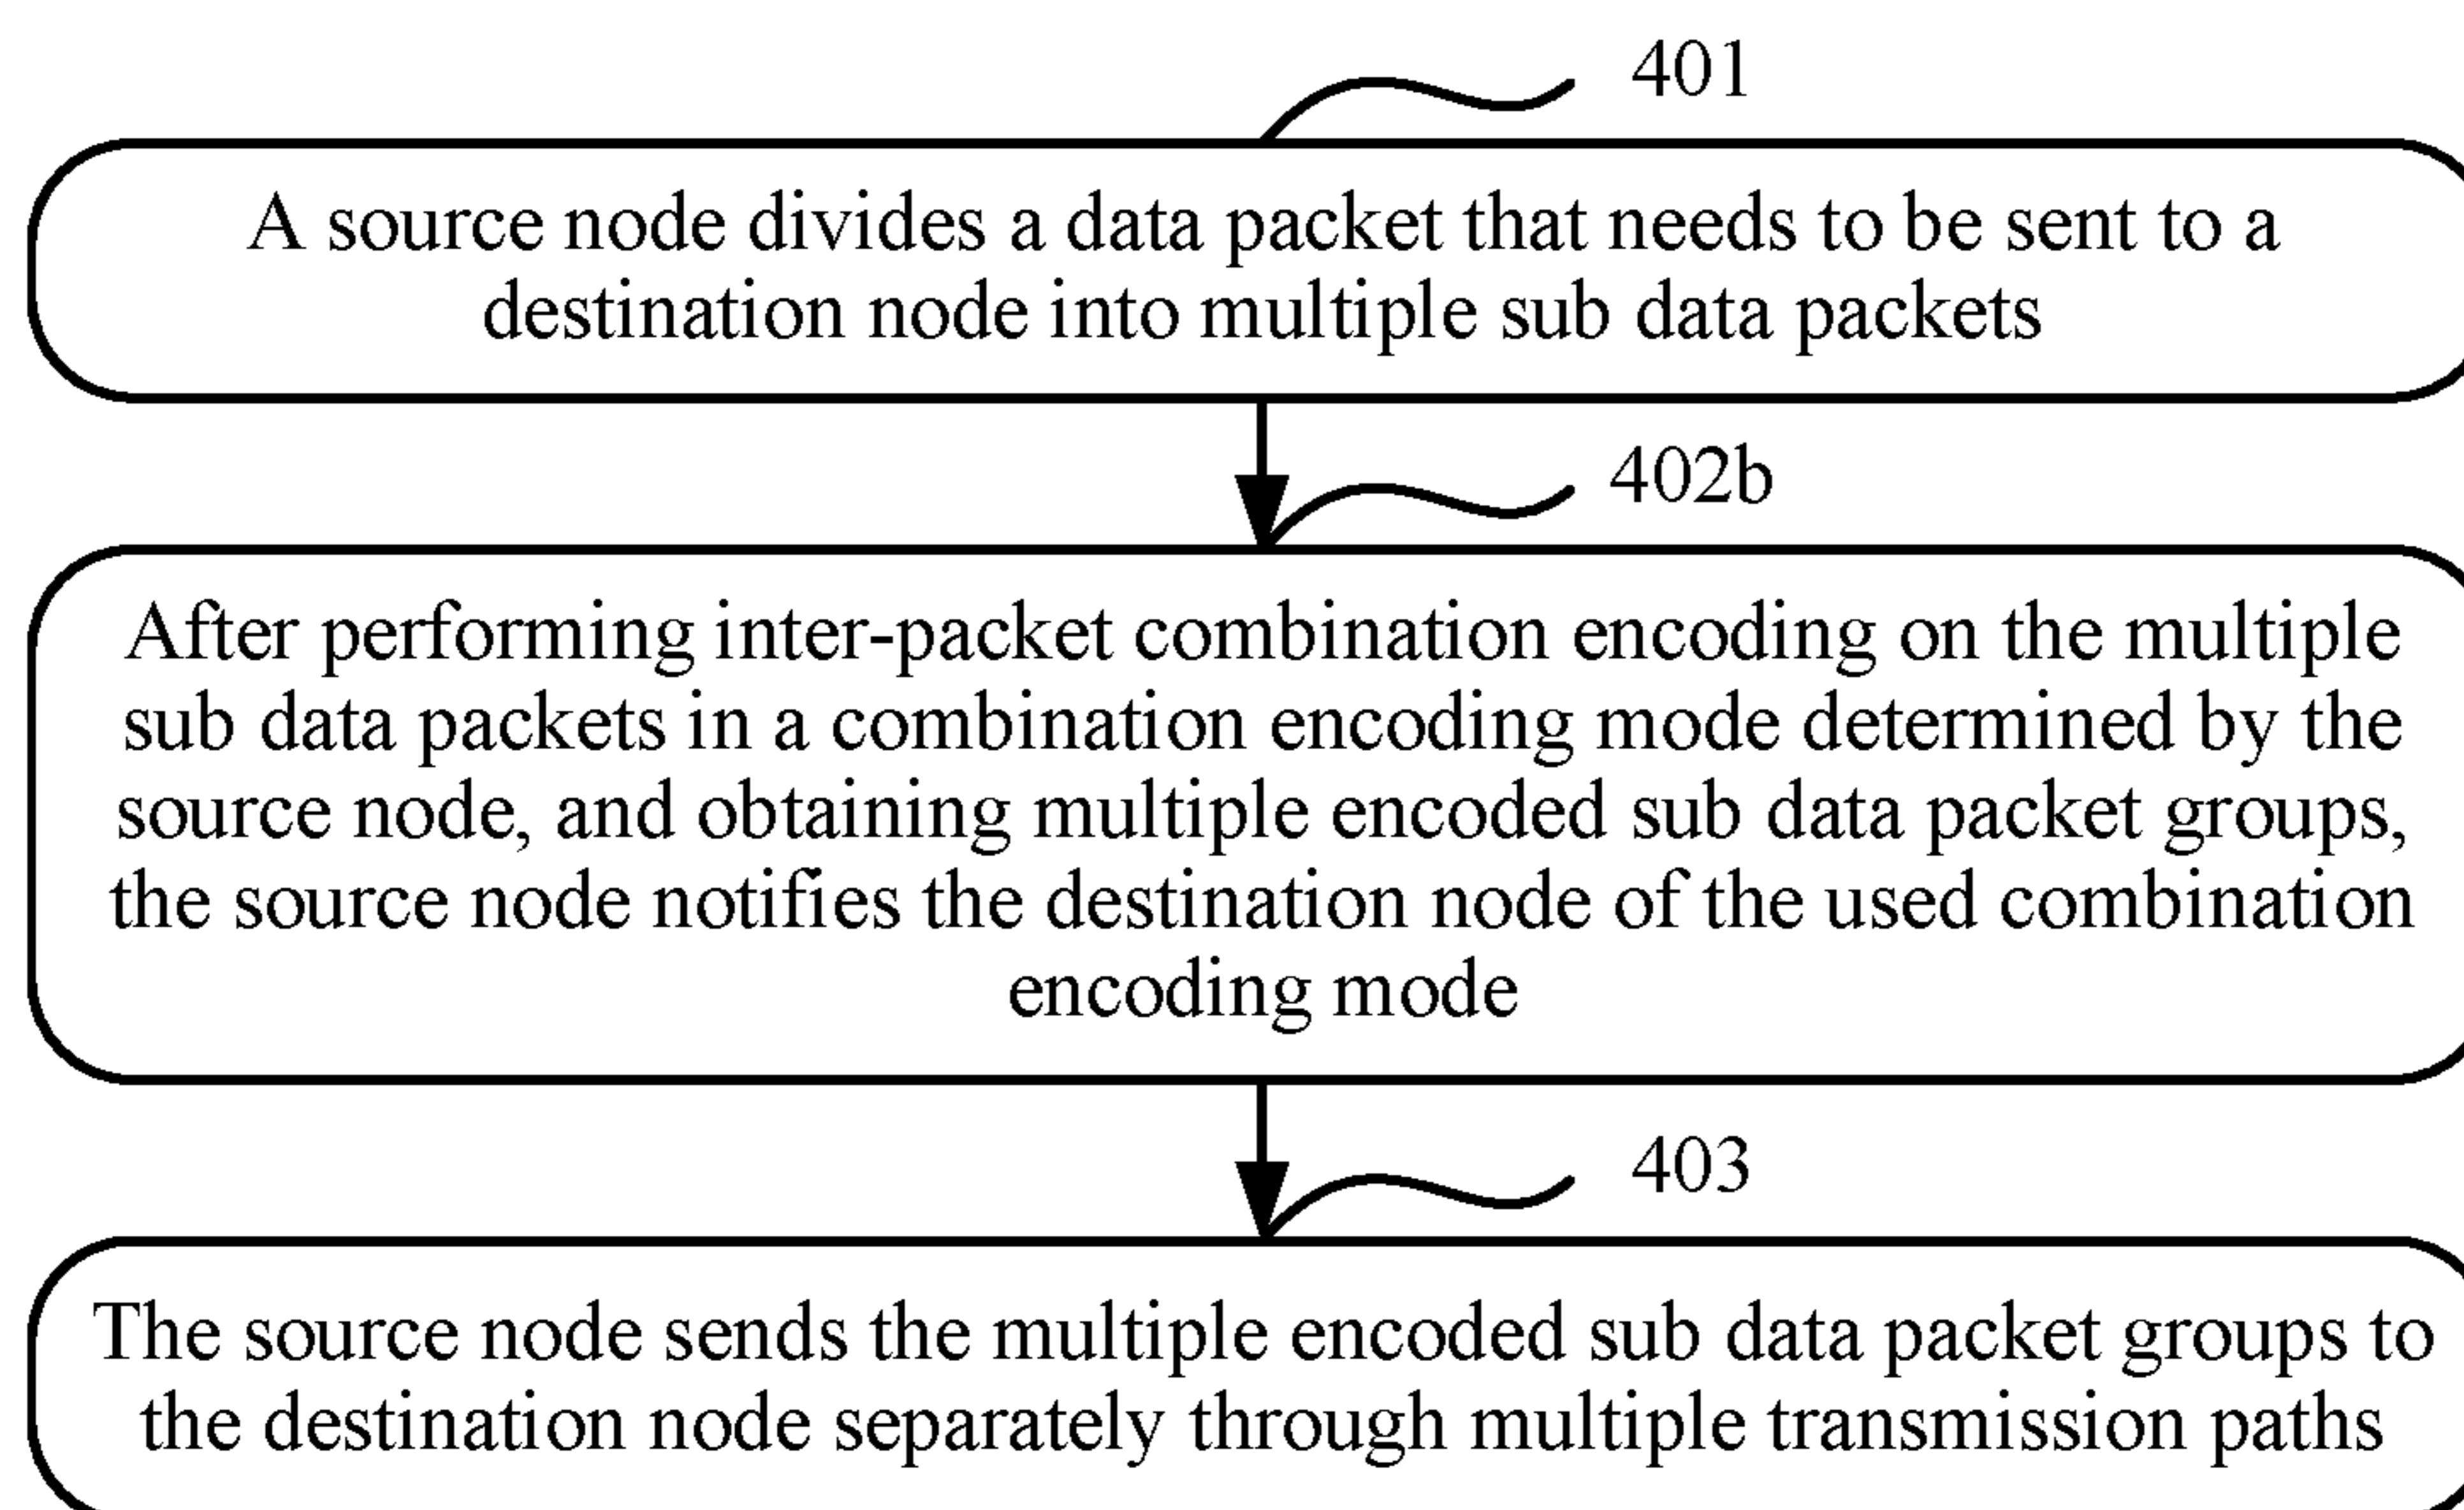 401
A source node divides a data packet that needs to be sent to a
destination node into multiple sub data packets
402b
After performing inter-packet combination encoding on the multiple
sub data packets in a combination encoding mode determined by the
source node, and obtaining multiple encoded sub data packet groups,
the source node notifies the destination node of the used combination
encoding mode
403
The source node sends the multiple encoded sub data packet groups to
the destination node separately through multiple transmission paths